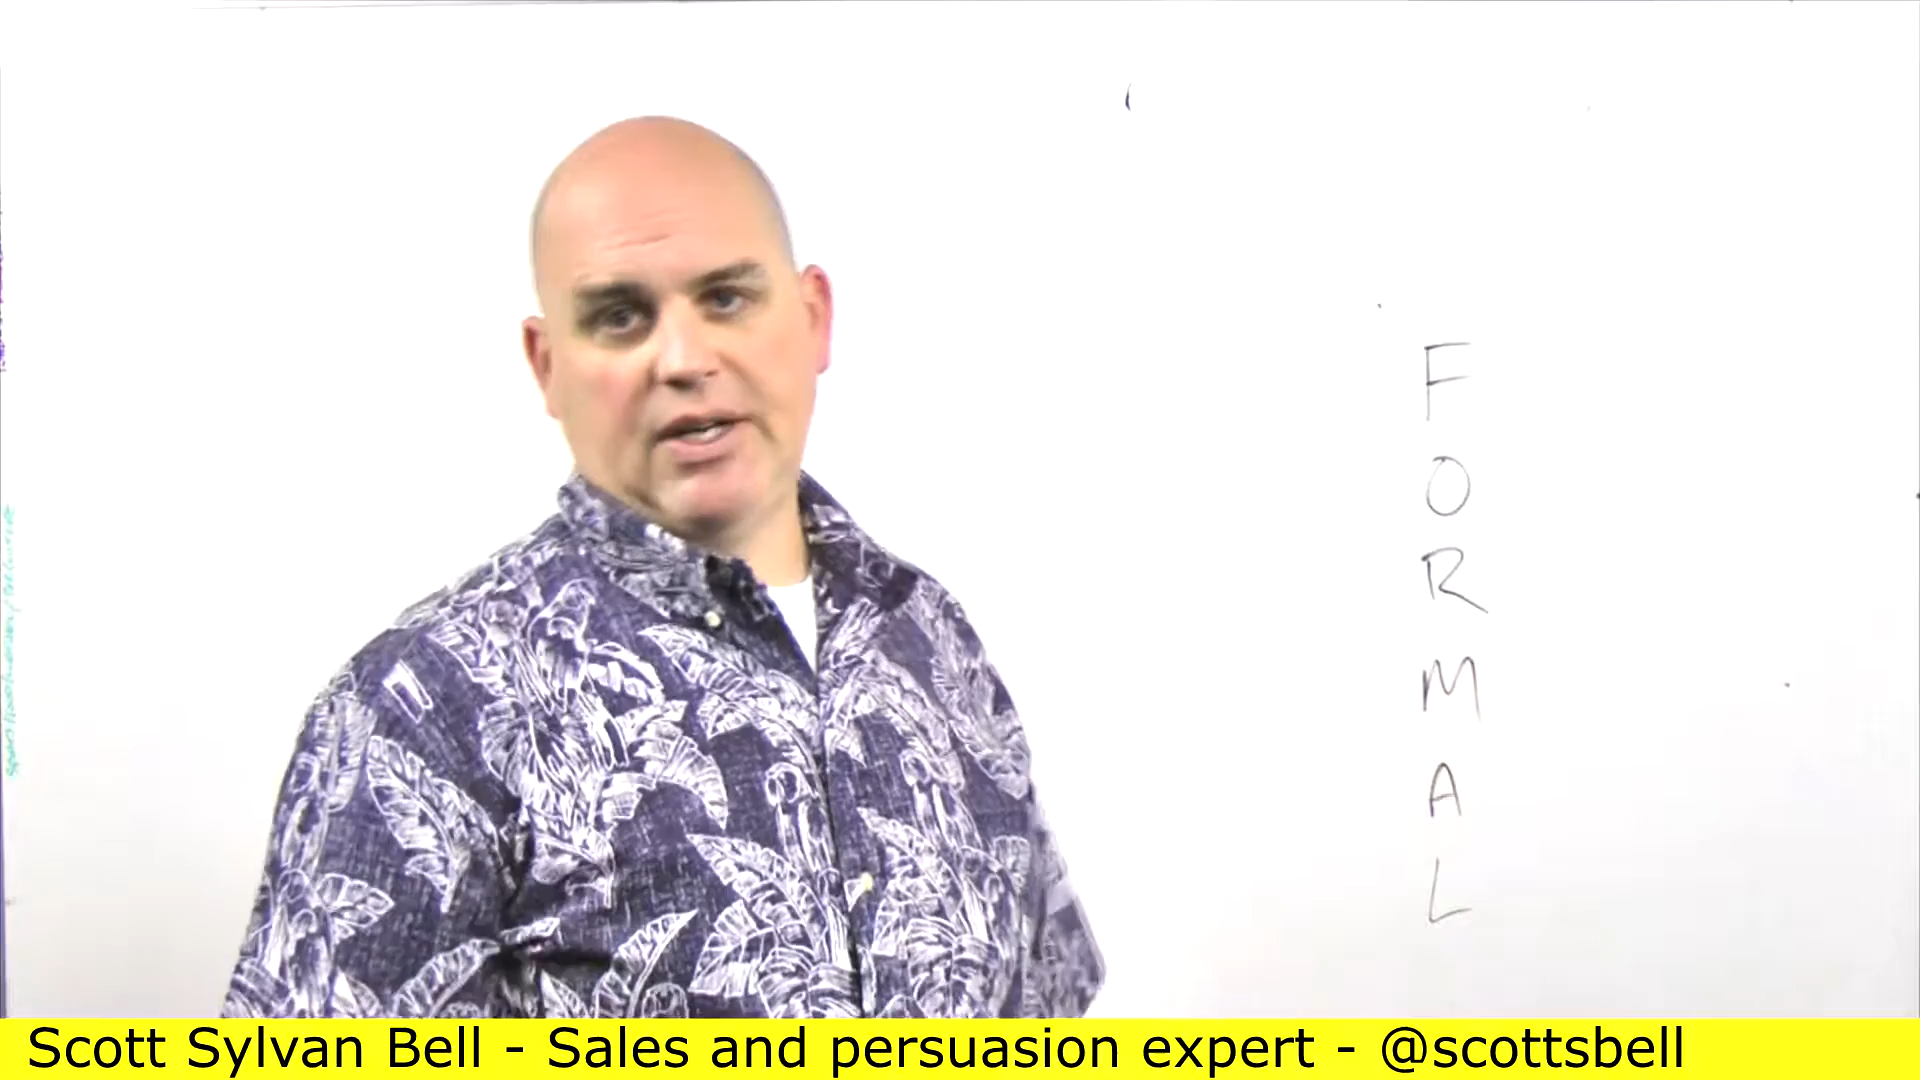 F
O
R
M
A
L
Scott Sylvan Bell - Sales and persuasion expert - @scottsbell